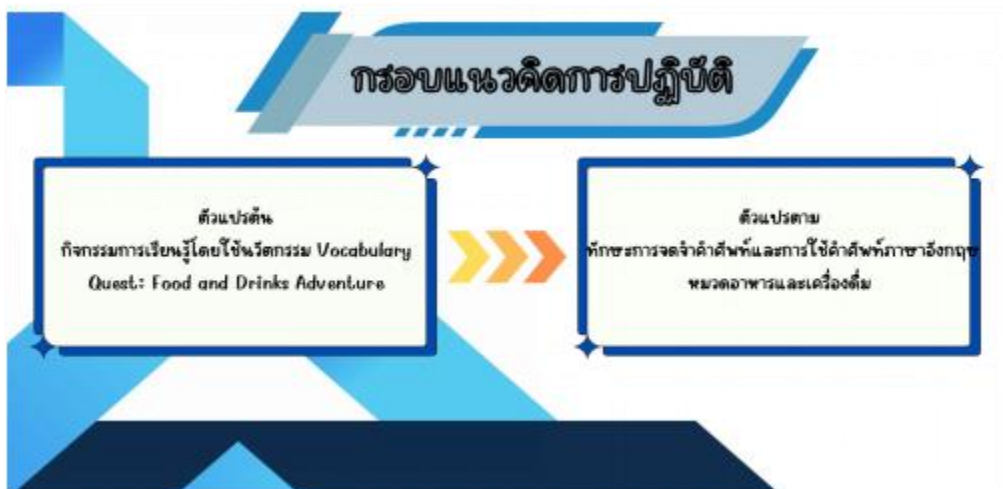 กรอบแนวคิดการปฏิบัติ
ตัวแปรต้น
กิจกรรมการเรียนรู้โดยใช้นวัตกรรม Vocabulary
Quest: Food and Drinks Adventure
ตัวแปรตาม
ทักษะการจดจำคำศัพท์และการใช้คำศัพท์ภาษาอังกฤษ
หมวดอาหารและเครื่องดื่ม